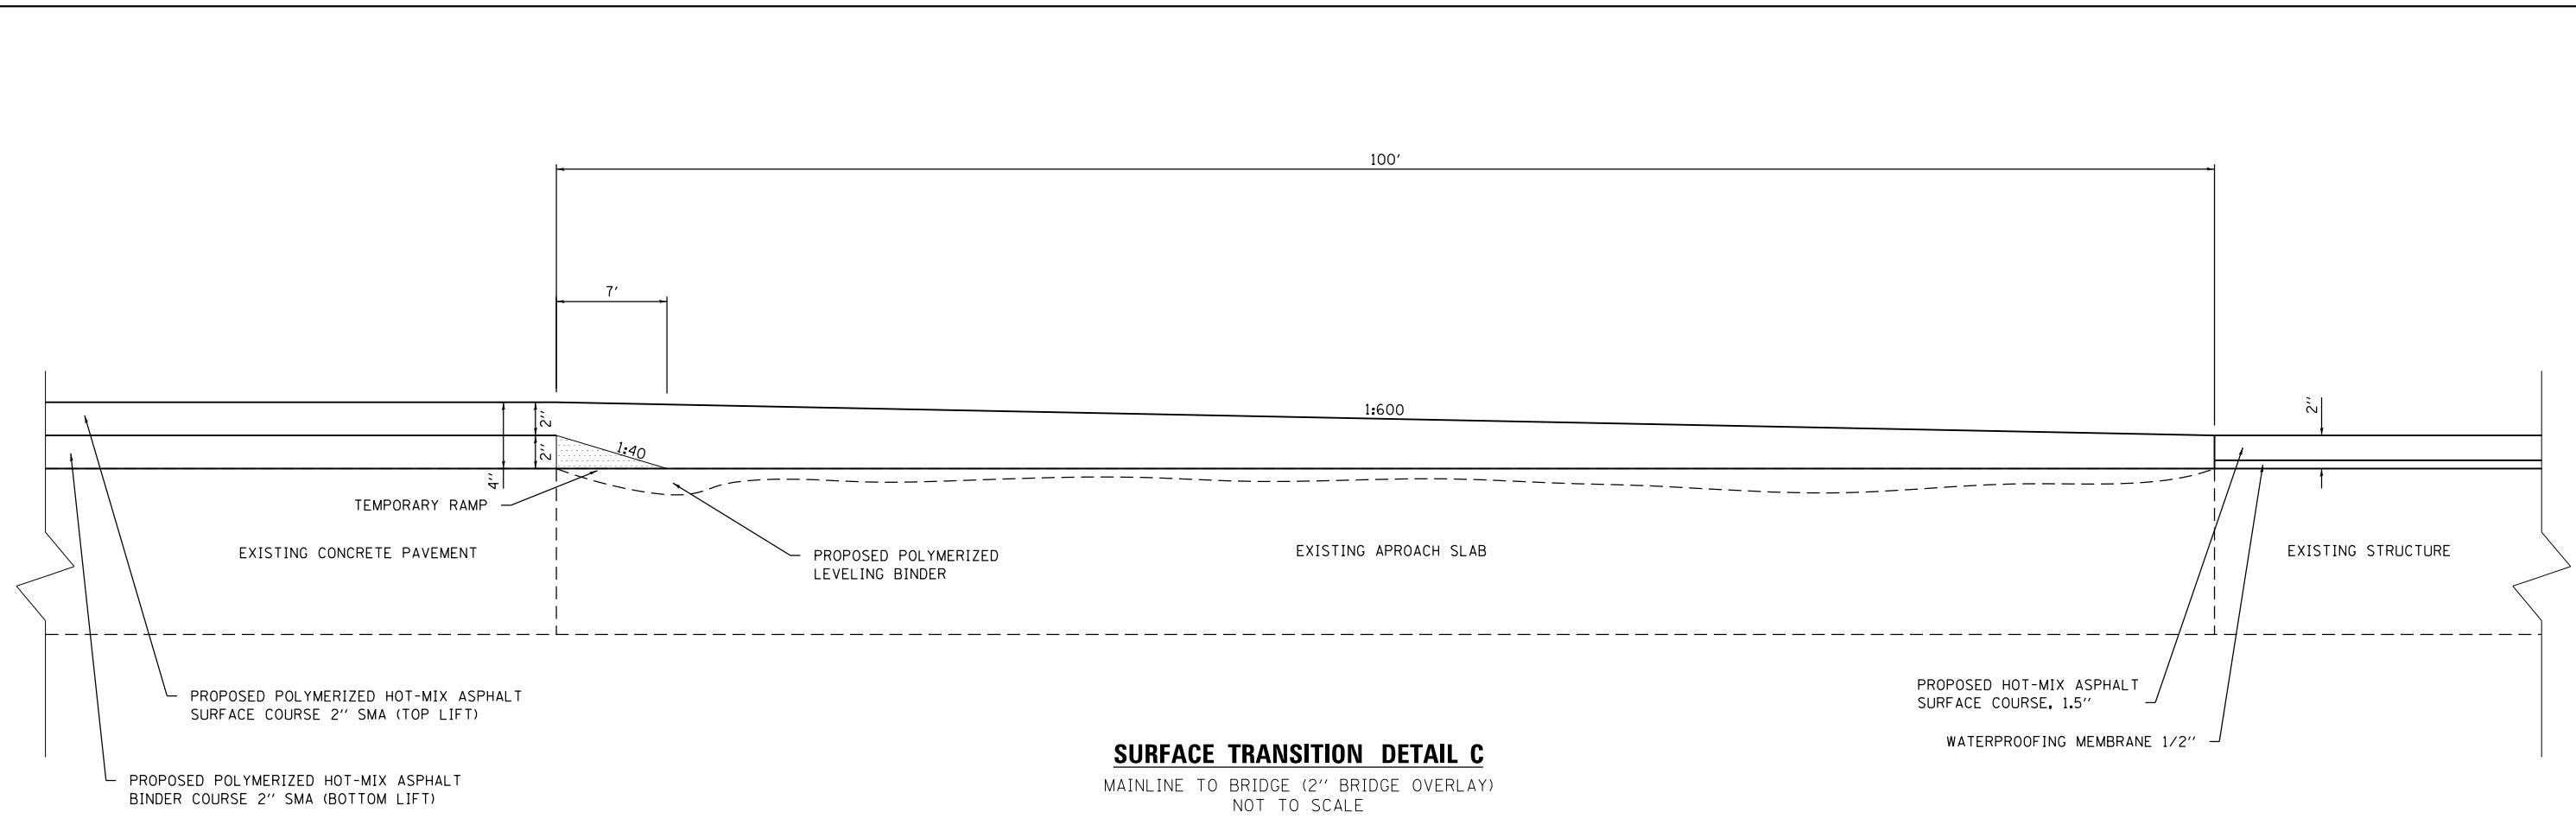 100′
7′
1:600
2′′
2′′
2′′
4′′
1:40
TEMPORARY RAMP
EXISTING CONCRETE PAVEMENT
PROPOSED POLYMERIZED
LEVELING BINDER
EXISTING APROACH SLAB
EXISTING STRUCTURE
PROPOSED POLYMERIZED HOT-MIX ASPHALT
SURFACE COURSE 2′′ SMA (TOP LIFT)
PROPOSED HOT-MIX ASPHALT
SURFACE COURSE, 1.5′′
WATERPROOFING MEMBRANE 1/2′′
PROPOSED POLYMERIZED HOT-MIX ASPHALT
BINDER COURSE 2′′ SMA (BOTTOM LIFT)
SURFACE TRANSITION DETAIL C
MAINLINE TO BRIDGE (2′′ BRIDGE OVERLAY)
NOT TO SCALE